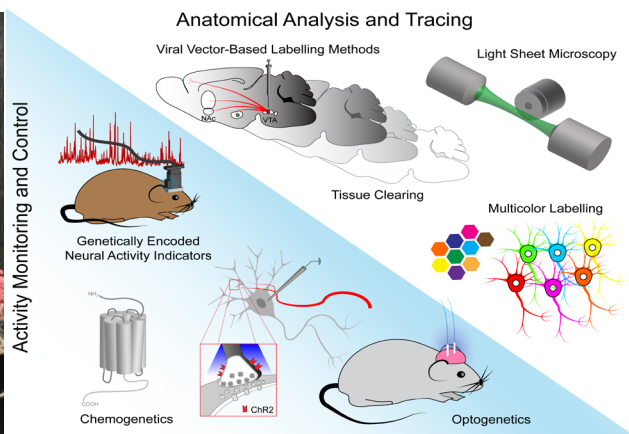 Anatomical Analysis and Tracing
Viral Vector-Based Labelling Methods
Light Sheet Microscopy
NAc
VTA
Tissue Clearing
Activity Monitoring and Control
Genetically Encoded
Neural Activity Indicators
Multicolor Labelling
NH₂
COOH
ChR2
Chemogenetics
Optogenetics